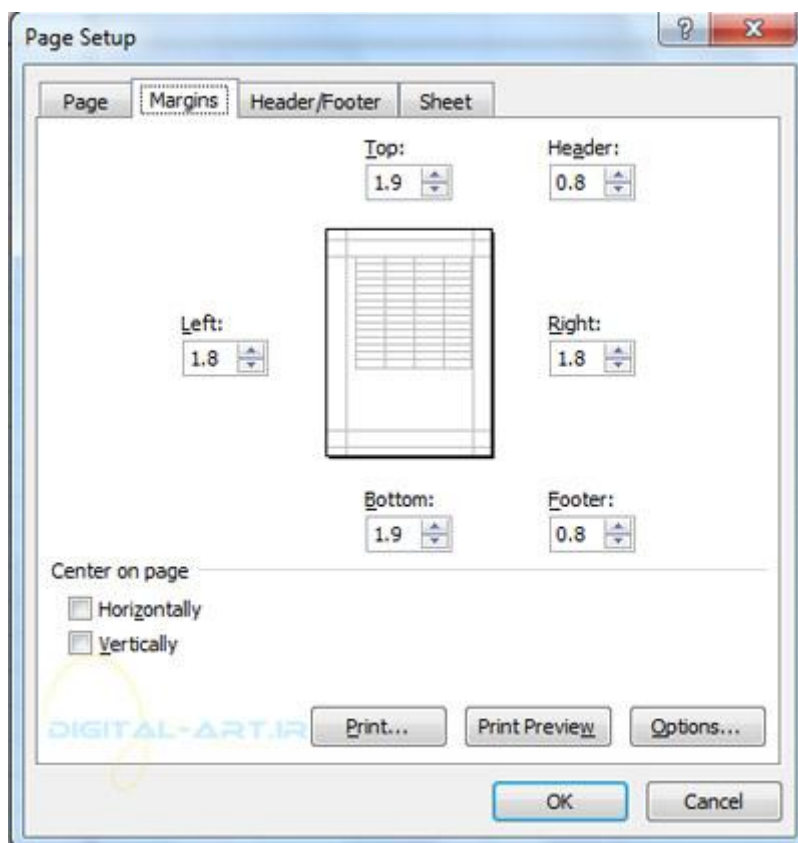 Page Setup
Page Margins Header/Footer Sheet
Top: Header:
1.9 0.8
Left: Right:
1.8 1.8
Bottom: Footer:
1.9 0.8
Center on page
Horizontally
Vertically
DIGITAL-ART.IR
Print... Print Preview Options...
OK Cancel